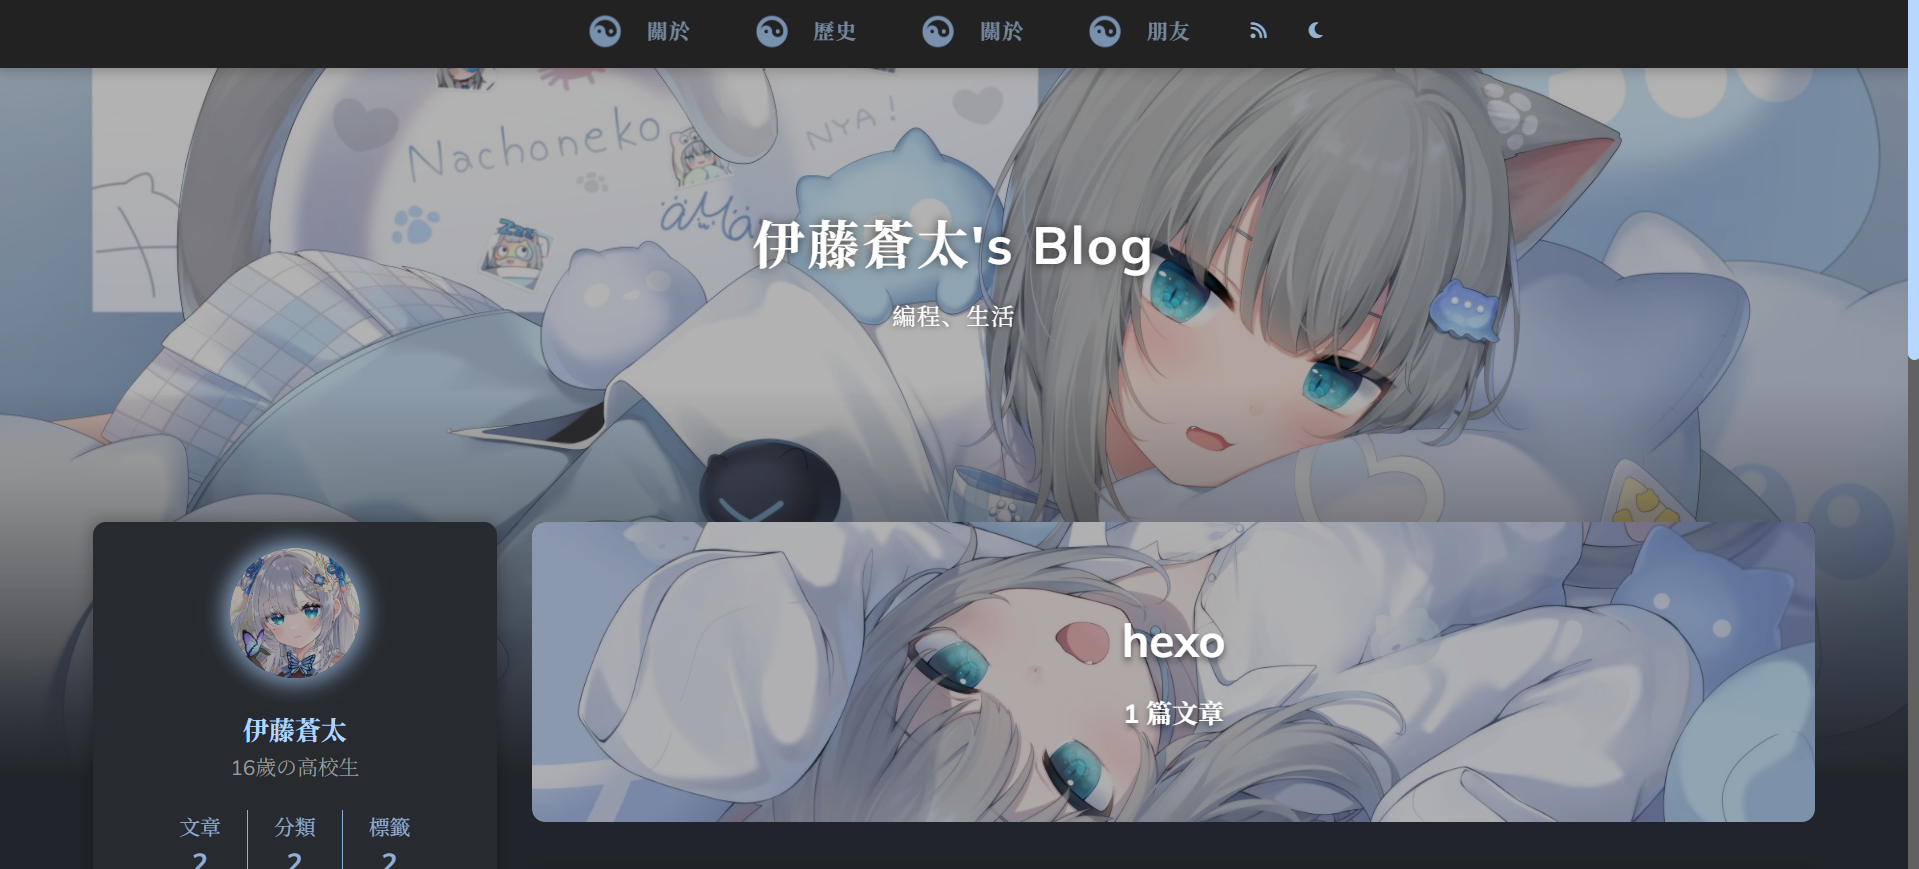 關於 歷史 關於 朋友
Nachoneko
NYA!
伊藤蒼太's Blog
編程、生活
hexo
1 篇文章
伊藤蒼太
16歲の高校生
文章 分類 標籤
2 2 2